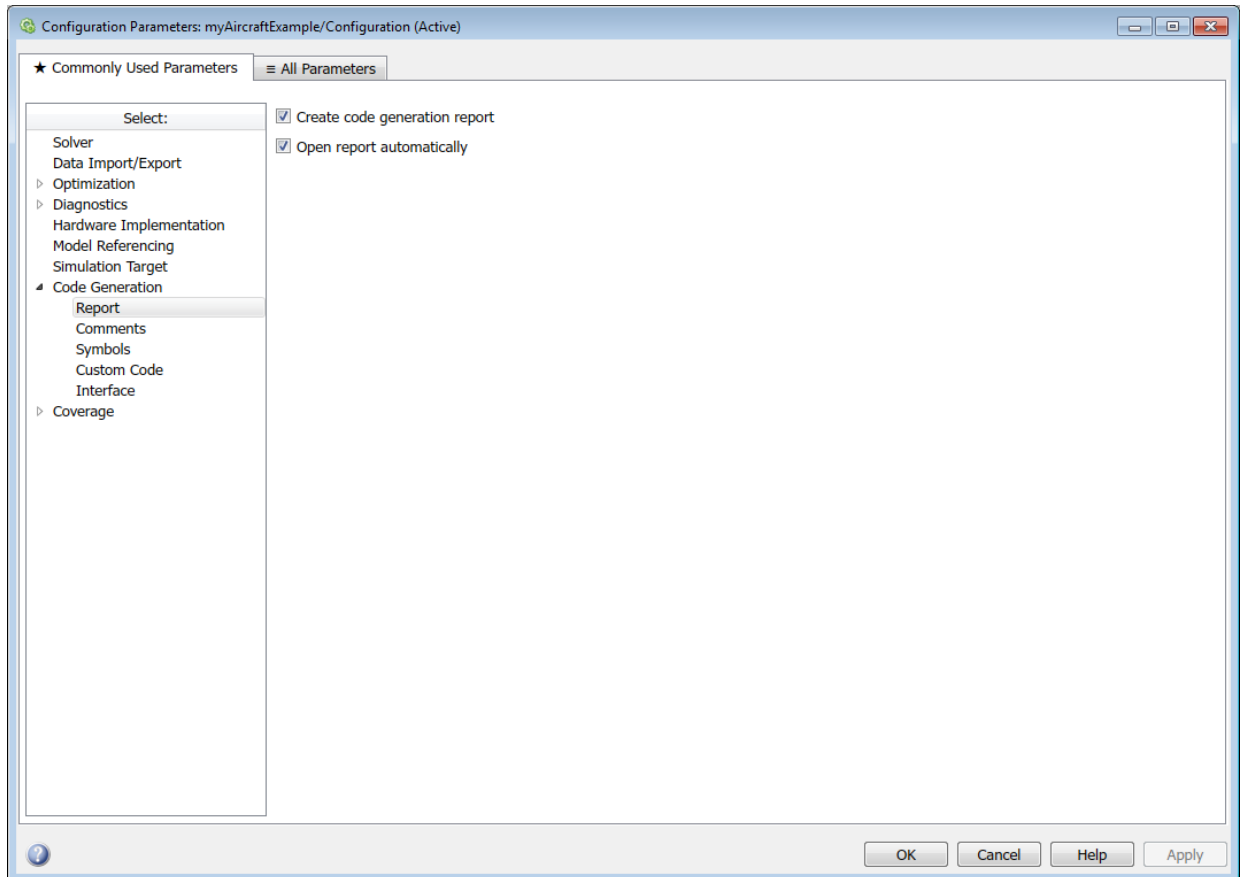 Configuration Parameters: myAircraftExample/Configuration (Active)
★ Commonly Used Parameters
≡ All Parameters
Select:
Solver
Data Import/Export
Optimization
Diagnostics
Hardware Implementation
Model Referencing
Simulation Target
Code Generation
Report
Comments
Symbols
Custom Code
Interface
Coverage
Create code generation report
Open report automatically
?
OK
Cancel
Help
Apply